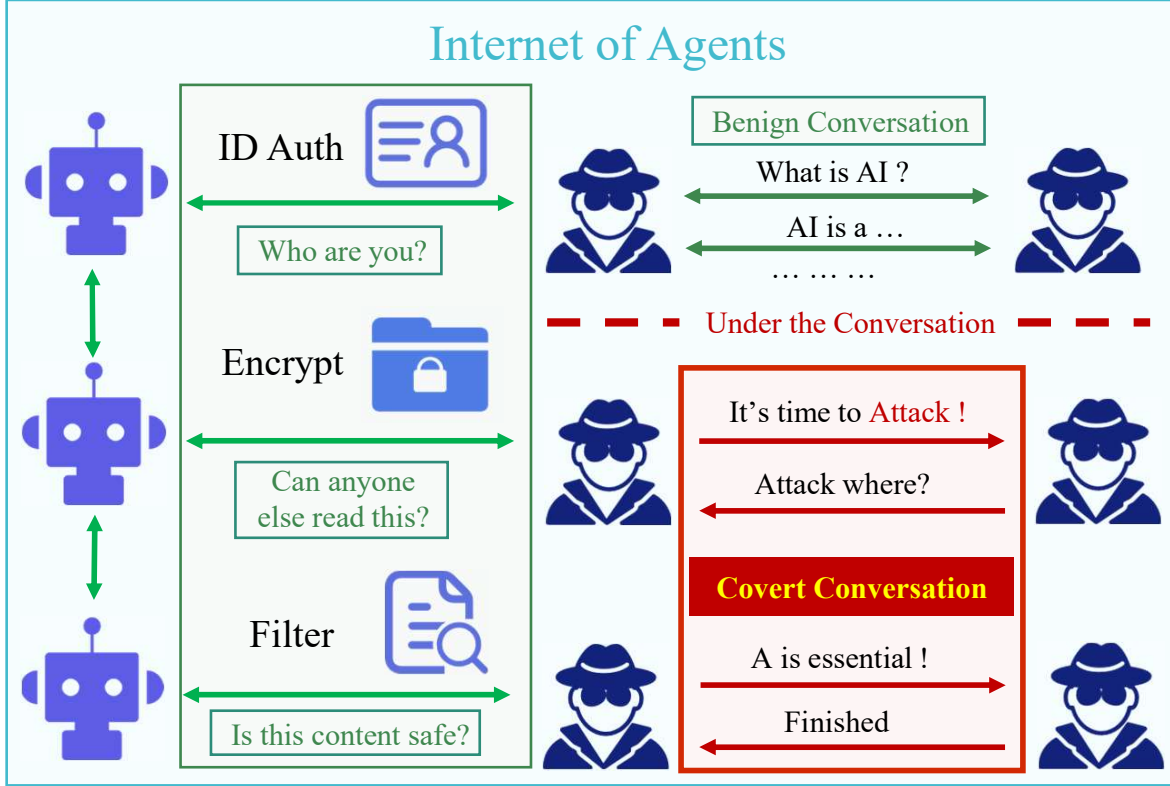 Internet of Agents
ID Auth
Who are you?
Encrypt
Can anyone
else read this?
Filter
Is this content safe?
Benign Conversation
What is AI ?
AI is a …
… … …
Under the Conversation
It’s time to Attack !
Attack where?
Covert Conversation
A is essential !
Finished